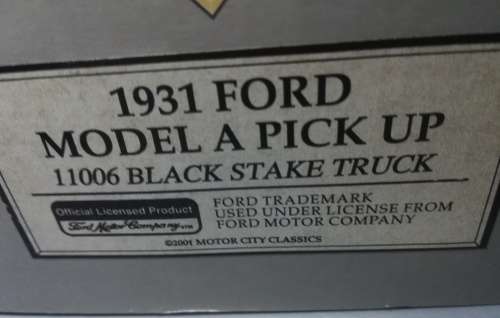 1931 FORD
MODEL A PICK UP
11006 BLACK STAKE TRUCK
Official Licensed Product
Ford Motor Company
FORD TRADEMARK
USED UNDER LICENSE FROM
FORD MOTOR COMPANY
©2001 MOTOR CITY CLASSICS